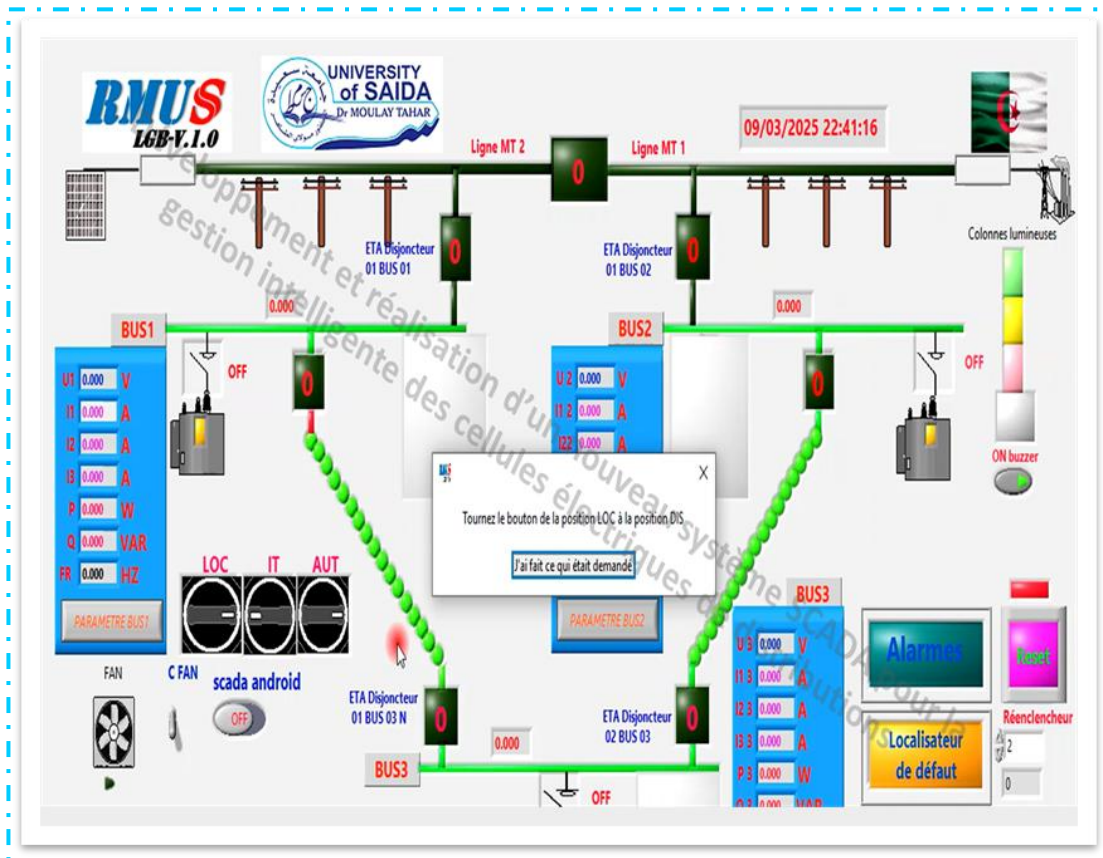 RMUS
LGB-V.1.0
UNIVERSITY
of SAIDA
Dr MOULAY TAHAR
09/03/2025 22:41:16
Ligne MT 2
0
Ligne MT 1
Colonnes lumineuses
ETA Disjoncteur
01 BUS 01
0
ETA Disjoncteur
01 BUS 02
0
0.000
0.000
BUS1
BUS2
OFF
OFF
0
0
U1 0.000 V
I1 0.000 A
I2 0.000 A
I3 0.000 A
P 0.000 W
Q 0.000 VAR
FR 0.000 HZ
PARAMETRE BUS1
U 2 0.000 V
I1 2 0.000 A
I22 0.000 A
PARAMETRE BUS2
ON buzzer
Tournez le bouton de la position LOC à la position DIS
J'ai fait ce qui était demandé
LOC IT AUT
FAN
C FAN
scada android
OFF
ETA Disjoncteur
01 BUS 03 N
0
ETA Disjoncteur
02 BUS 03
0
0.000
BUS3
OFF
BUS3
U 3 0.000 V
I1 3 0.000 A
I2 3 0.000 A
I3 3 0.000 A
P 3 0.000 W
Q 3 0.000 VAR
Alarmes
Reset
Localisateur
de défaut
Réenclencheur
2
0
Développement et réalisation d'un nouveau système SCADA pour la
gestion intelligente des cellules électriques de distributions